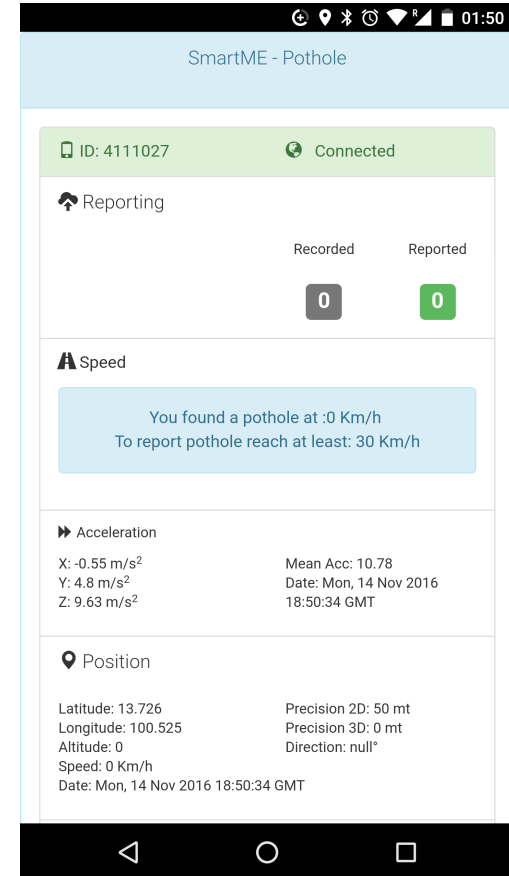 R 01:50
SmartME - Pothole
ID: 4111027 Connected
Reporting
Recorded Reported
0 0
Speed
You found a pothole at :0 Km/h
To report pothole reach at least: 30 Km/h
Acceleration
X: -0.55 m/s² Mean Acc: 10.78
Y: 4.8 m/s² Date: Mon, 14 Nov 2016
Z: 9.63 m/s² 18:50:34 GMT
Position
Latitude: 13.726 Precision 2D: 50 mt
Longitude: 100.525 Precision 3D: 0 mt
Altitude: 0 Direction: null°
Speed: 0 Km/h
Date: Mon, 14 Nov 2016 18:50:34 GMT